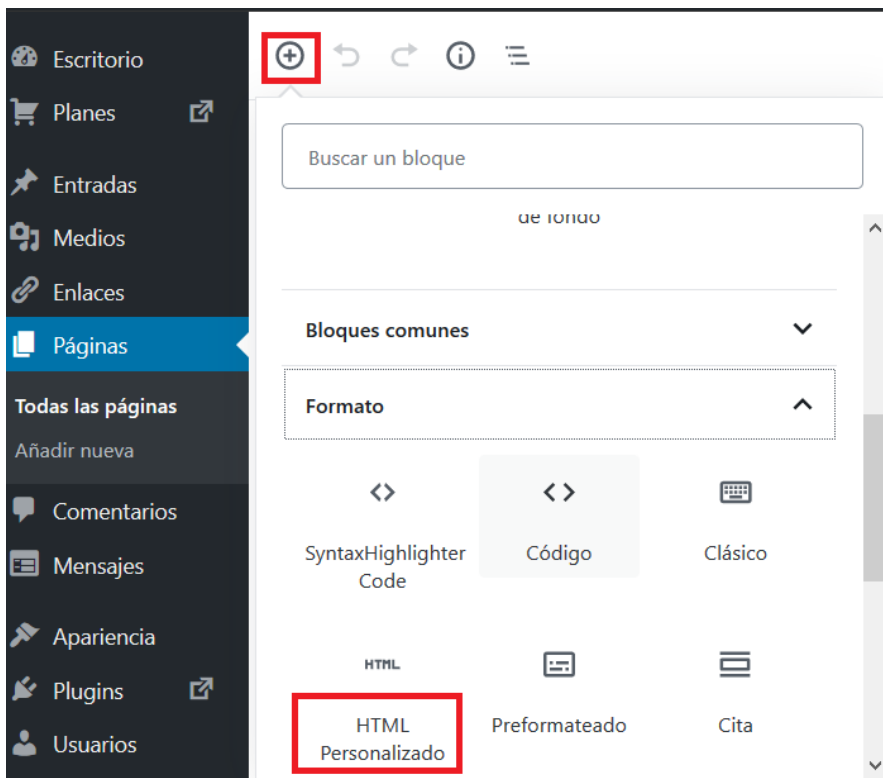 Escritorio
Planes
Entradas
Medios
Enlaces
Páginas
Todas las páginas
Añadir nueva
Comentarios
Mensajes
Apariencia
Plugins
Usuarios
Buscar un bloque
de fondo
Bloques comunes
Formato
SyntaxHighlighter
Code
Código
Clásico
HTML
HTML
Personalizado
Preformateado
Cita